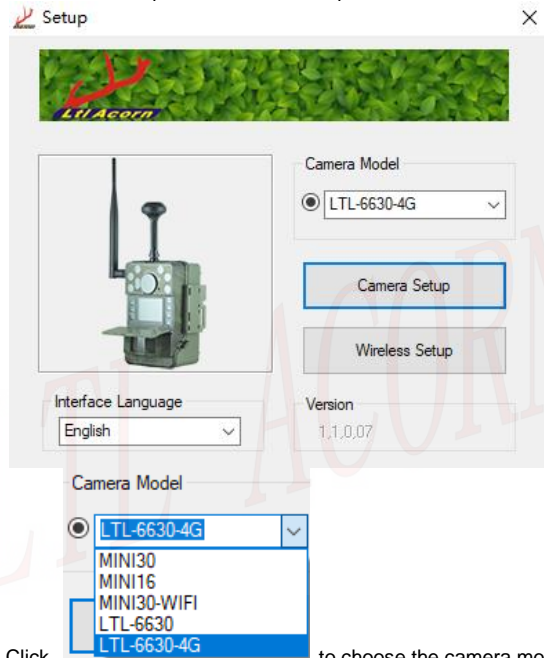 Setup
Ltl Acorn
Camera Model
LTL-6630-4G
Camera Setup
Wireless Setup
Interface Language
English
Version
1,1,0,07
LTL ACORN
Camera Model
LTL-6630-4G
MINI30
MINI16
MINI30-WIFI
LTL-6630
LTL-6630-4G
Click to choose the camera mo